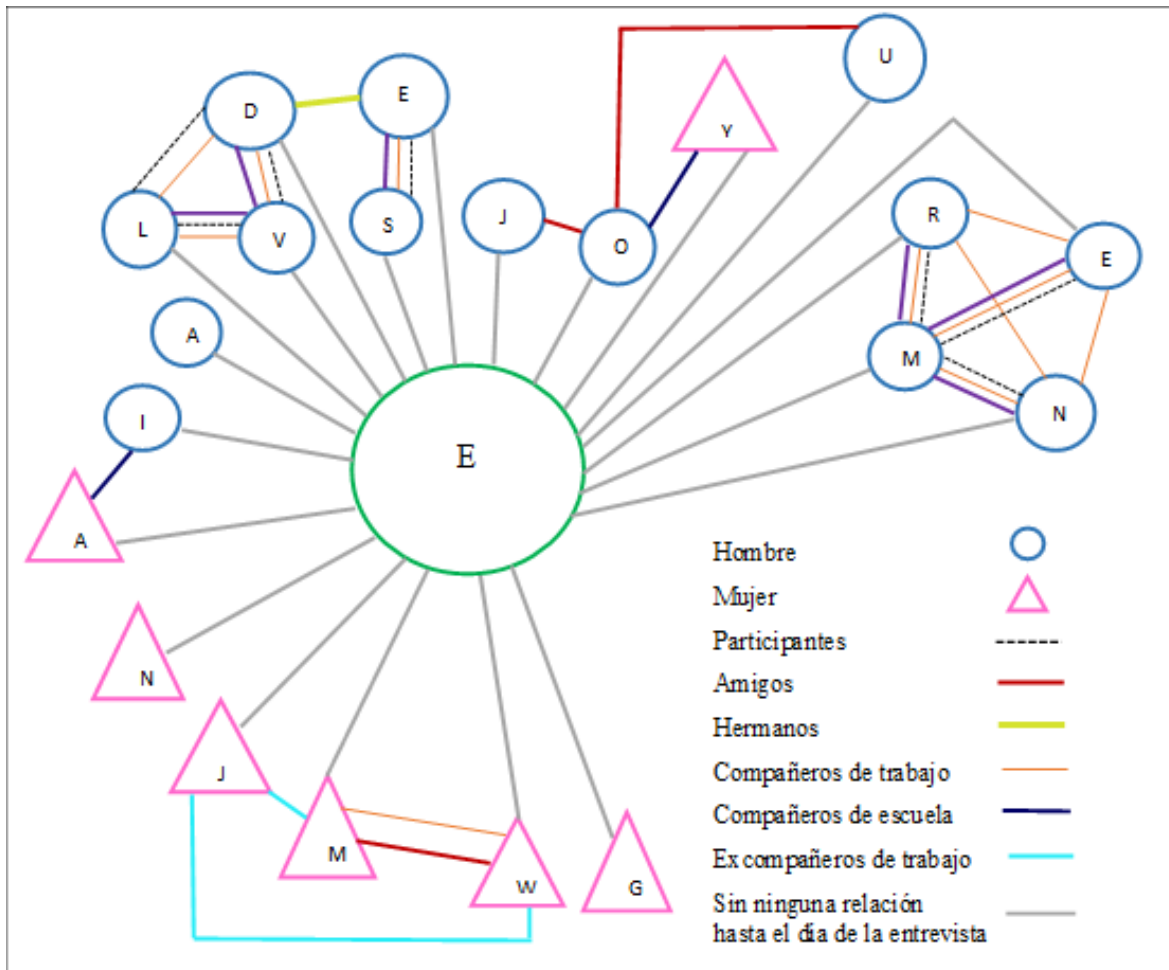 U
D
E
Y
L
V
S
J
O
R
E
A
M
N
I
E
A
N
J
M
W
G
Hombre
Mujer
Participantes
Amigos
Hermanos
Compañeros de trabajo
Compañeros de escuela
Ex compañeros de trabajo
Sin ninguna relación
hasta el día de la entrevista